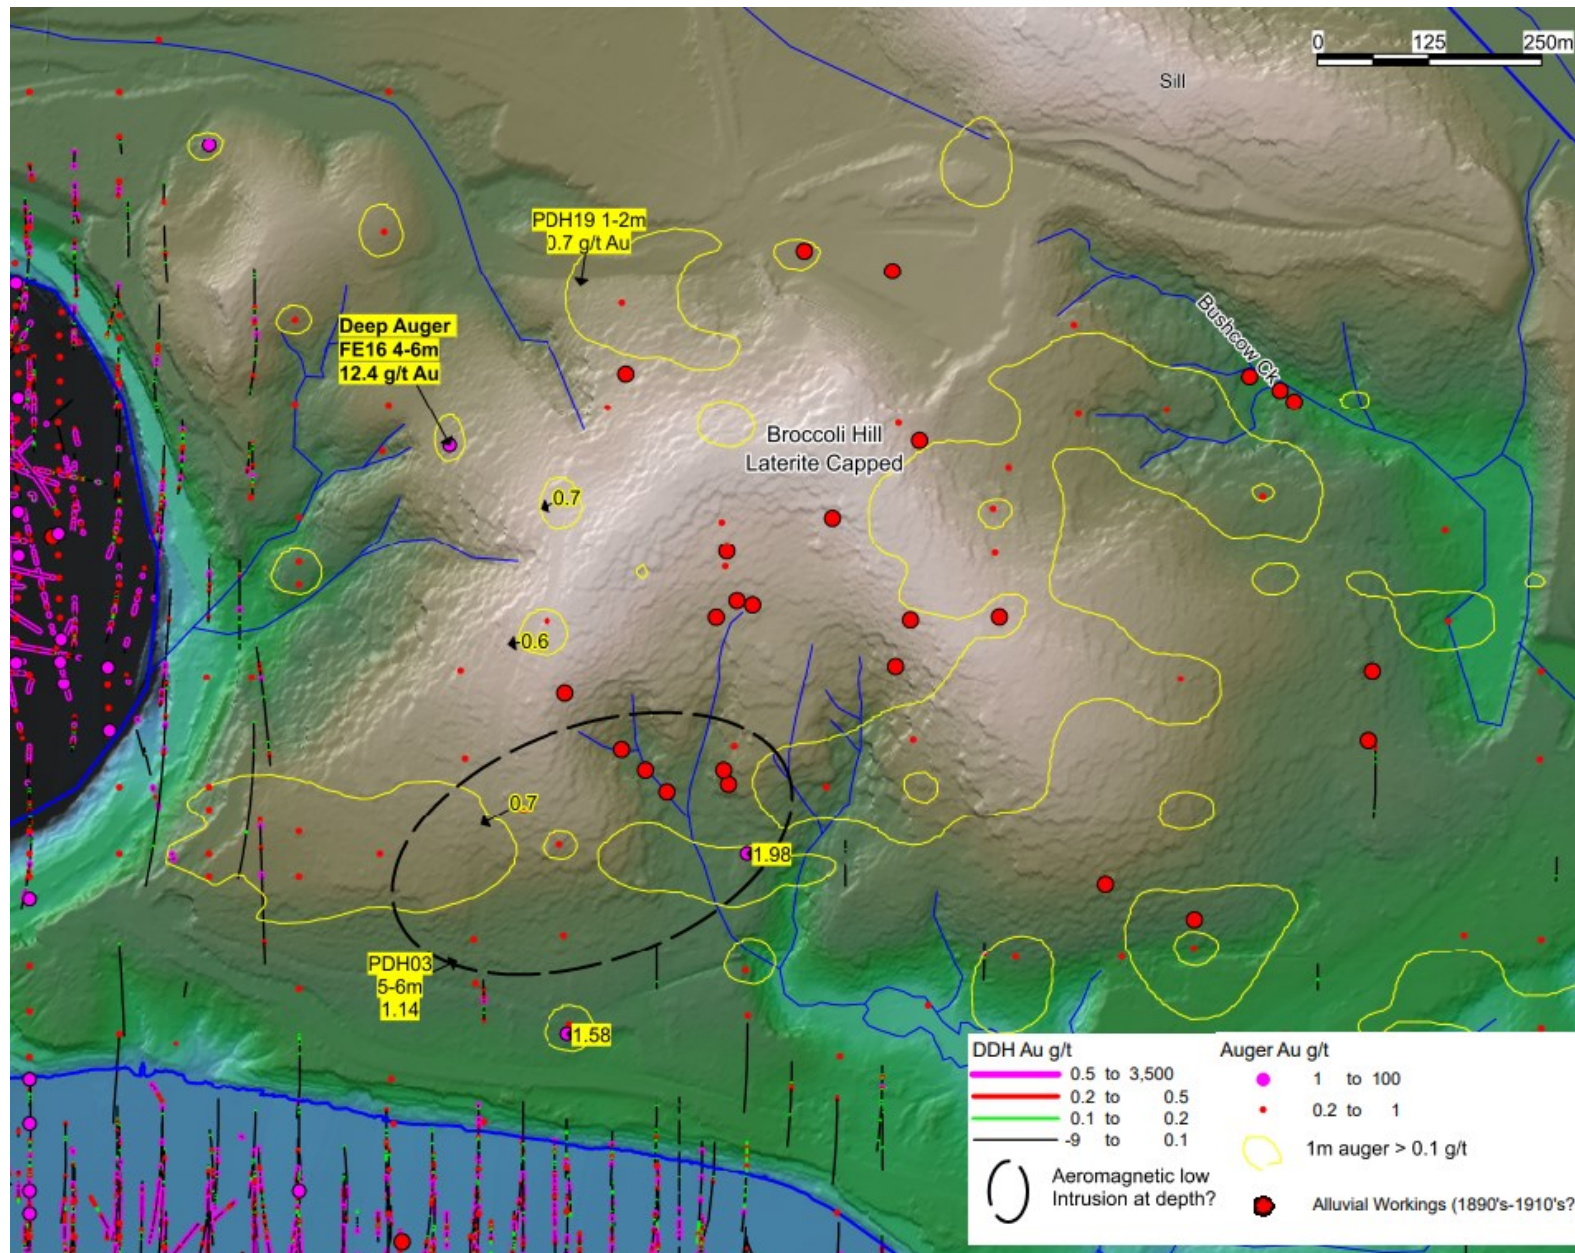 0 125 250m
Sill
PDH19 1-2m
0.7 g/t Au
Bushcow Ck
Deep Auger
FE16 4-6m
12.4 g/t Au
Broccoli Hill
Laterite Capped
0.7
0.6
0.7
1.98
PDH03
5-6m
1.14
1.58
DDH Au g/t
0.5 to 3,500
0.2 to 0.5
0.1 to 0.2
-9 to 0.1
Aeromagnetic low
Intrusion at depth?
Auger Au g/t
1 to 100
0.2 to 1
1m auger > 0.1 g/t
Alluvial Workings (1890's-1910's?